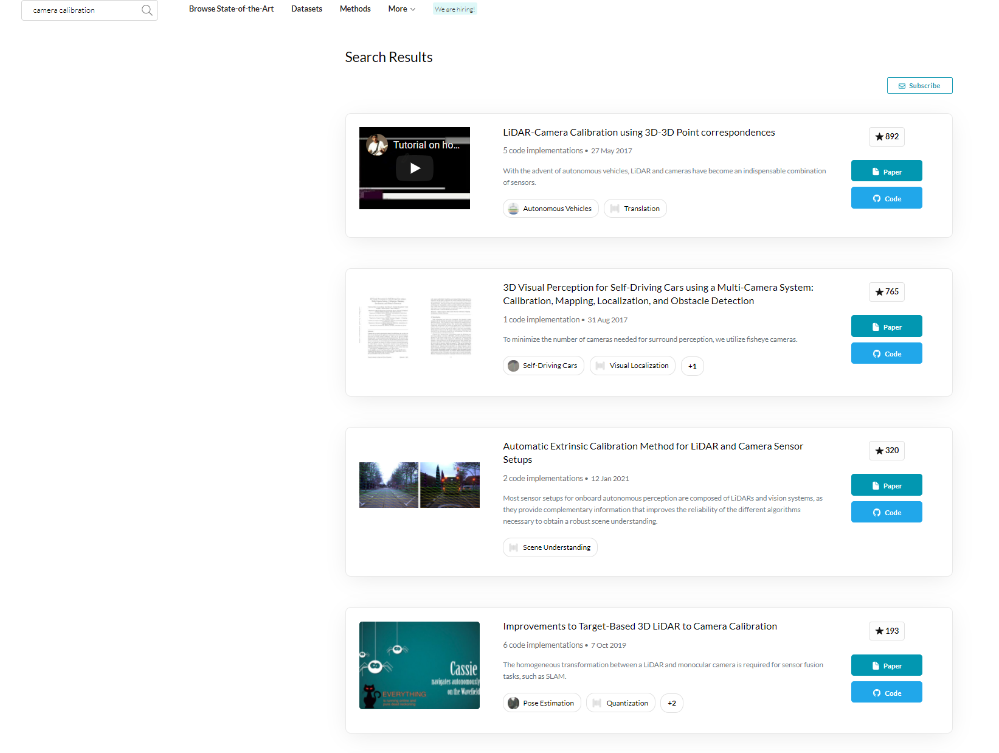 camera calibration
Browse State-of-the-Art Datasets Methods More We are hiring!
Search Results
Subscribe
Tutorial on ho...
LiDAR-Camera Calibration using 3D-3D Point correspondences
5 code implementations • 27 May 2017
With the advent of autonomous vehicles, LiDAR and cameras have become an indispensable combination
of sensors.
Autonomous Vehicles Translation
892
Paper
Code
3D Visual Perception for Self-Driving Cars using a Multi-Camera System:
Calibration, Mapping, Localization, and Obstacle Detection
1 code implementation • 31 Aug 2017
To minimize the number of cameras needed for surround perception, we utilize fisheye cameras.
Self-Driving Cars Visual Localization +1
765
Paper
Code
Automatic Extrinsic Calibration Method for LiDAR and Camera Sensor
Setups
2 code implementations • 12 Jan 2021
Most sensor setups for onboard autonomous perception are composed of LiDARs and vision systems, as
they provide complementary information that improves the reliability of the different algorithms
necessary to obtain a robust scene understanding.
Scene Understanding
320
Paper
Code
Cassie
navigates autonomously
on the Wavefield
EVERYTHING
Improvements to Target-Based 3D LiDAR to Camera Calibration
6 code implementations • 7 Oct 2019
The homogeneous transformation between a LiDAR and monocular camera is required for sensor fusion
tasks, such as SLAM.
Pose Estimation Quantization +2
193
Paper
Code